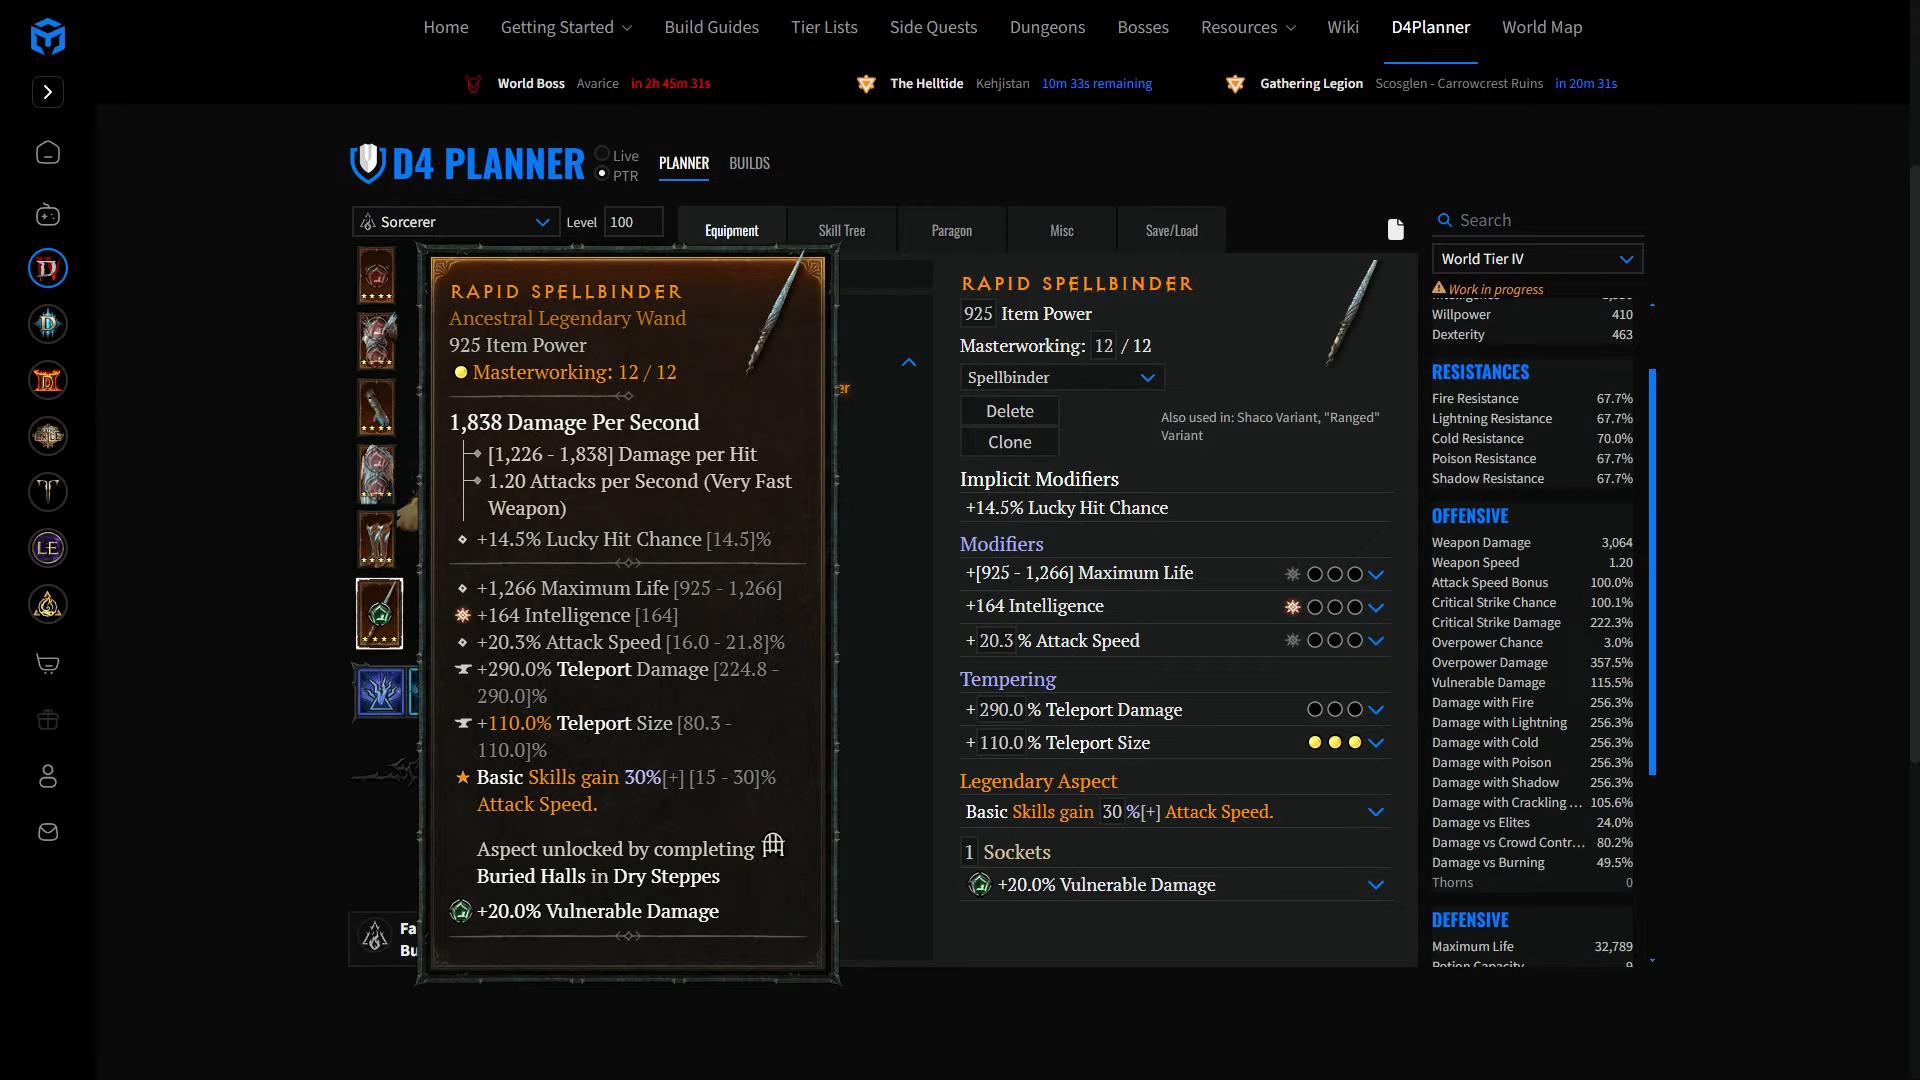 Home
Getting Started
Build Guides
Tier Lists
Side Quests
Dungeons
Bosses
Resources
Wiki
D4Planner
World Map
World Boss Avarice in 2h 45m 31s
The Helltide Kehjistan 10m 33s remaining
Gathering Legion Scosglen - Carrowcrest Ruins in 20m 31s
D4 PLANNER
Live
PTR
PLANNER
BUILDS
Sorcerer
Level 100
Equipment
Skill Tree
Paragon
Misc
Save/Load
RAPID SPELLBINDER
Ancestral Legendary Wand
925 Item Power
Masterworking: 12 / 12
1,838 Damage Per Second
[1,226 - 1,838] Damage per Hit
1.20 Attacks per Second (Very Fast
Weapon)
+14.5% Lucky Hit Chance [14.5]%
+1,266 Maximum Life [925 - 1,266]
+164 Intelligence [164]
+20.3% Attack Speed [16.0 - 21.8]%
+290.0% Teleport Damage [224.8 -
290.0]%
+110.0% Teleport Size [80.3 -
110.0]%
Basic Skills gain 30%[+] [15 - 30]%
Attack Speed.
Aspect unlocked by completing
Buried Halls in Dry Steppes
+20.0% Vulnerable Damage
er
Fa
Bu
RAPID SPELLBINDER
925 Item Power
Masterworking: 12 / 12
Spellbinder
Delete
Clone
Also used in: Shaco Variant, "Ranged"
Variant
Implicit Modifiers
+14.5% Lucky Hit Chance
Modifiers
+[925 - 1,266] Maximum Life
+164 Intelligence
+ 20.3 % Attack Speed
Tempering
+ 290.0 % Teleport Damage
+ 110.0 % Teleport Size
Legendary Aspect
Basic Skills gain 30 %[+] Attack Speed.
1 Sockets
+20.0% Vulnerable Damage
Search
World Tier IV
Work in progress
Willpower 410
Dexterity 463
RESISTANCES
Fire Resistance 67.7%
Lightning Resistance 67.7%
Cold Resistance 70.0%
Poison Resistance 67.7%
Shadow Resistance 67.7%
OFFENSIVE
Weapon Damage 3,064
Weapon Speed 1.20
Attack Speed Bonus 100.0%
Critical Strike Chance 100.1%
Critical Strike Damage 222.3%
Overpower Chance 3.0%
Overpower Damage 357.5%
Vulnerable Damage 115.5%
Damage with Fire 256.3%
Damage with Lightning 256.3%
Damage with Cold 256.3%
Damage with Poison 256.3%
Damage with Shadow 256.3%
Damage with Crackling ... 105.6%
Damage vs Elites 24.0%
Damage vs Crowd Contr... 80.2%
Damage vs Burning 49.5%
Thorns 0
DEFENSIVE
Maximum Life 32,789
Potion Capacity 9